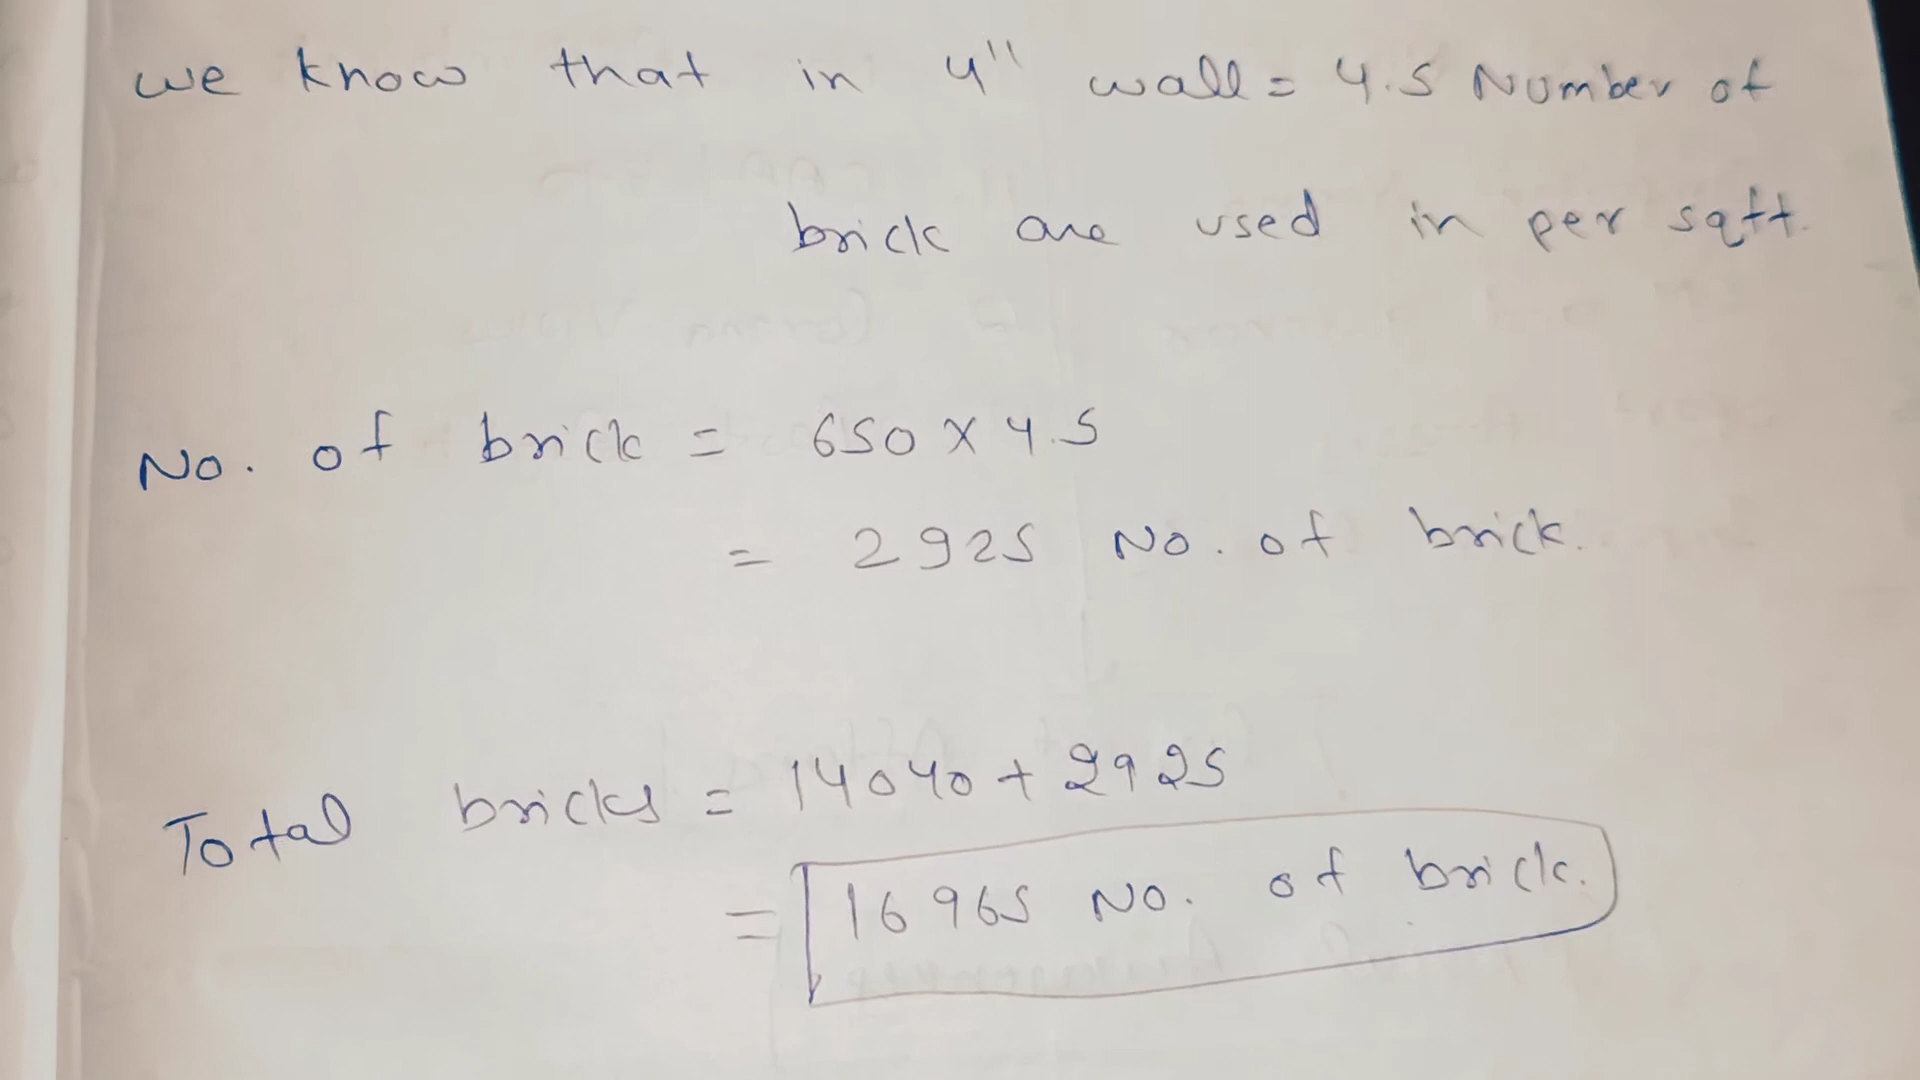 we know that in 4" wall = 4.5 Number of
brick are used in per sqft.
No. of brick = 650 x 4.5
= 2925 No. of brick.
Total bricks = 14040 + 2925
= 16965 No. of brick.